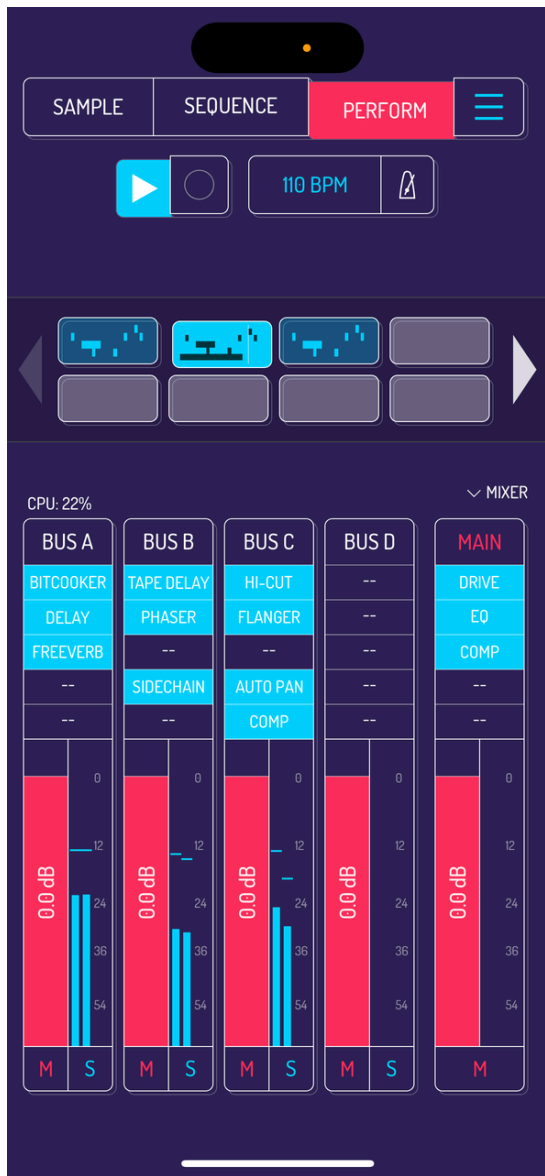 SAMPLE SEQUENCE PERFORM
110 BPM
CPU: 22% MIXER
BUS A BUS B BUS C BUS D MAIN
BITCOOKER TAPE DELAY HI-CUT -- DRIVE
DELAY PHASER FLANGER -- EQ
FREEVERB -- -- -- COMP
-- SIDECHAIN AUTO PAN -- --
-- -- COMP -- --
0 0 0 0 0
12 12 12 12 12
0.0 dB 24 0.0 dB 24 0.0 dB 24 0.0 dB 24 0.0 dB 24
36 36 36 36 36
54 54 54 54 54
M S M S M S M S M